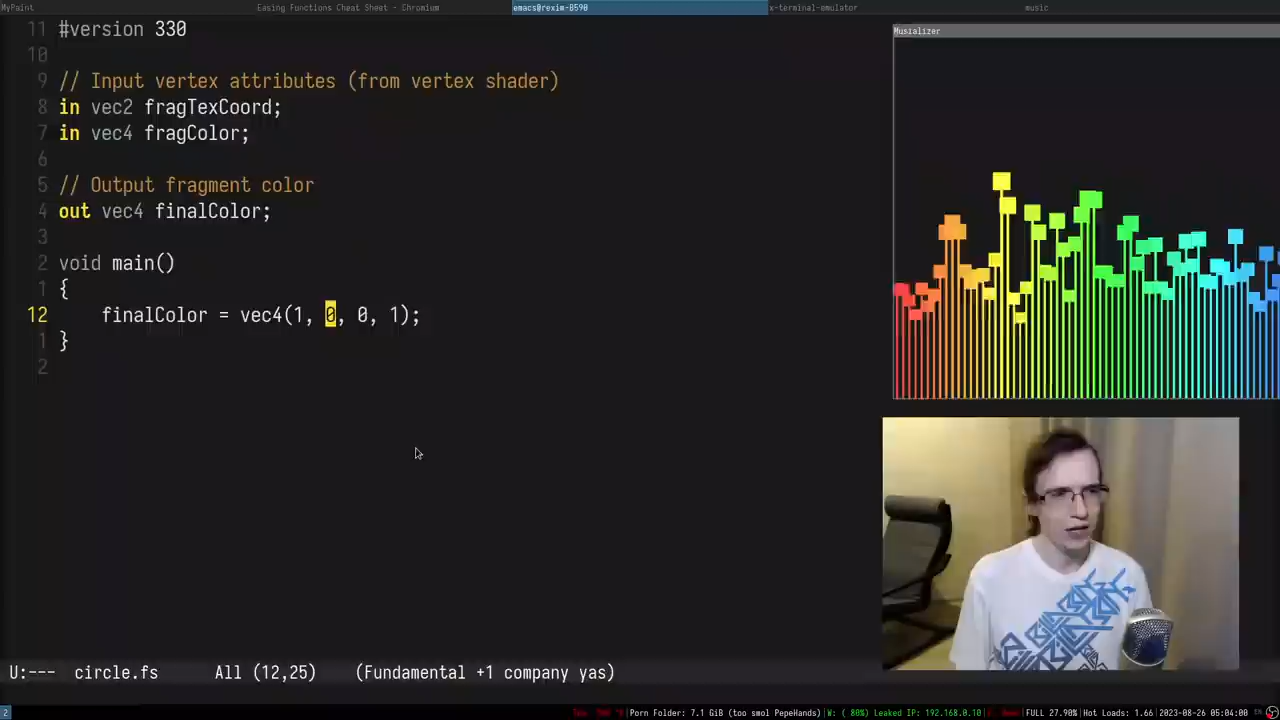 MyPaint
Easing Functions Cheat Sheet - Chromium
emacs@rexim-B590
x-terminal-emulator
music
11 #version 330
10
9 // Input vertex attributes (from vertex shader)
8 in vec2 fragTexCoord;
7 in vec4 fragColor;
6
5 // Output fragment color
4 out vec4 finalColor;
3
2 void main()
1 {
12 finalColor = vec4(1, 0, 0, 1);
1 }
2
Musializer
U:--- circle.fs All (12,25) (Fundamental +1 company yas)
2
|Porn Folder: 7.1 GiB (too smol PepeHands)|W: ( 80%) Leaked IP: 192.168.0.10|
|FULL 27.90%|Hot Loads: 1.66|2023-08-26 05:04:00